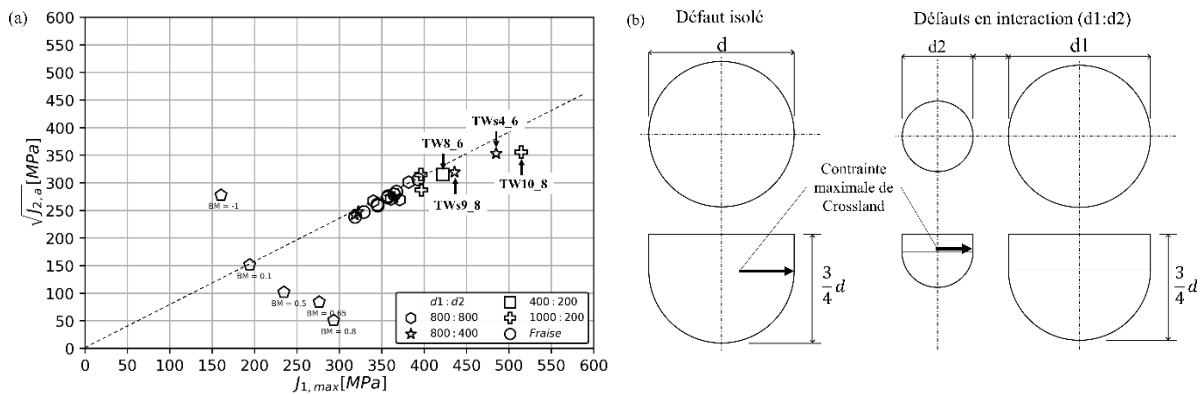 (a)
600
550
500
450
400
350
300
250
200
150
100
50
0
√J2,a[MPa]
0 50 100 150 200 250 300 350 400 450 500 550 600
J1,max[MPa]
TWs4_6
TW8_6
TWs9_8
TW10_8
BM = -1
BM = 0.1
BM = 0.5
BM = 0.65
BM = 0.8
d1 : d2
800 : 800
800 : 400
400 : 200
1000 : 200
Fraise
(b)
Défaut isolé
d
Défauts en interaction (d1:d2)
d2
d1
Contrainte
maximale de
Crossland
3/4 d
3/4 d